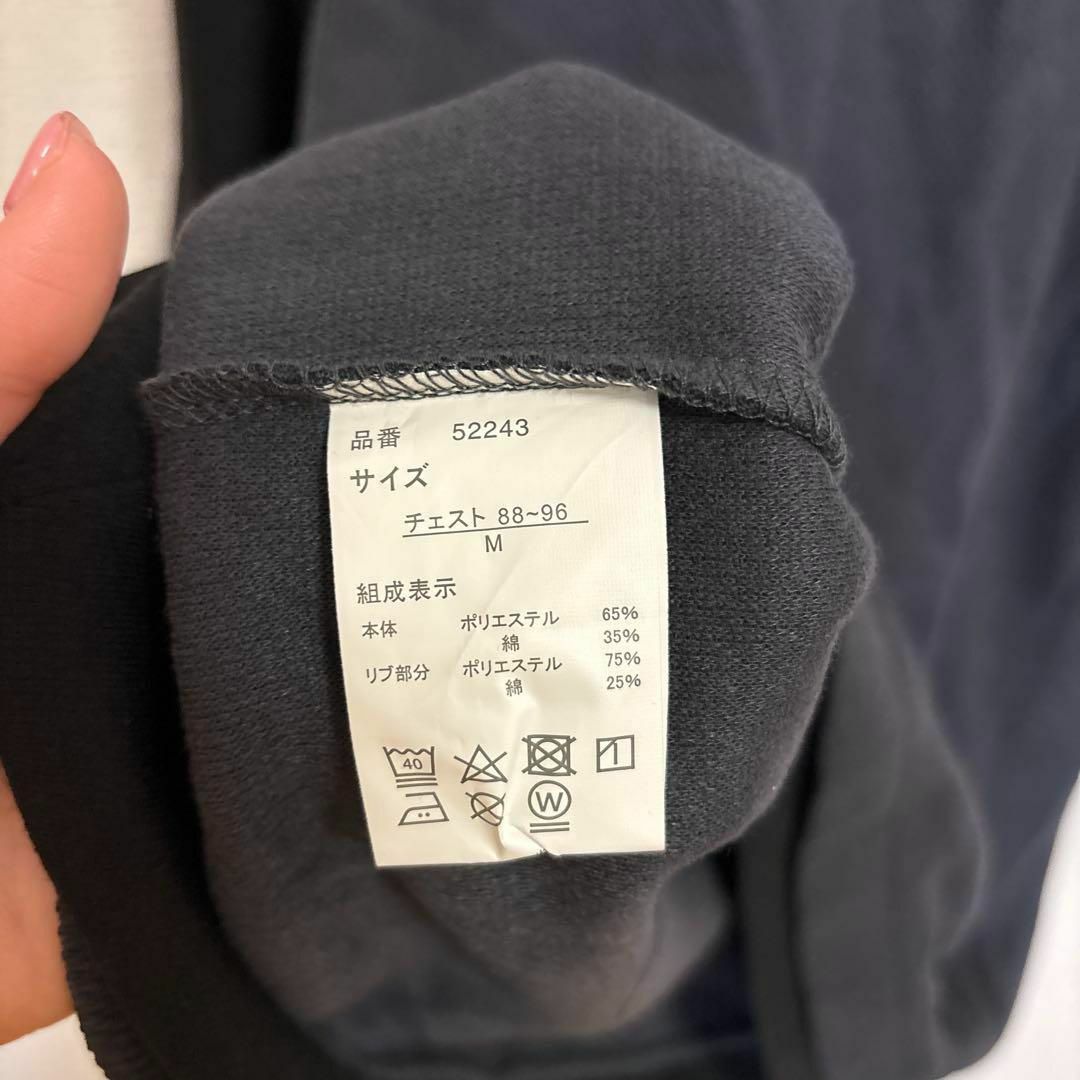 品番 52243
サイズ
チェスト 88~96
M
組成表示
本体 ポリエステル 65%
綿 35%
リブ部分 ポリエステル 75%
綿 25%
40
W